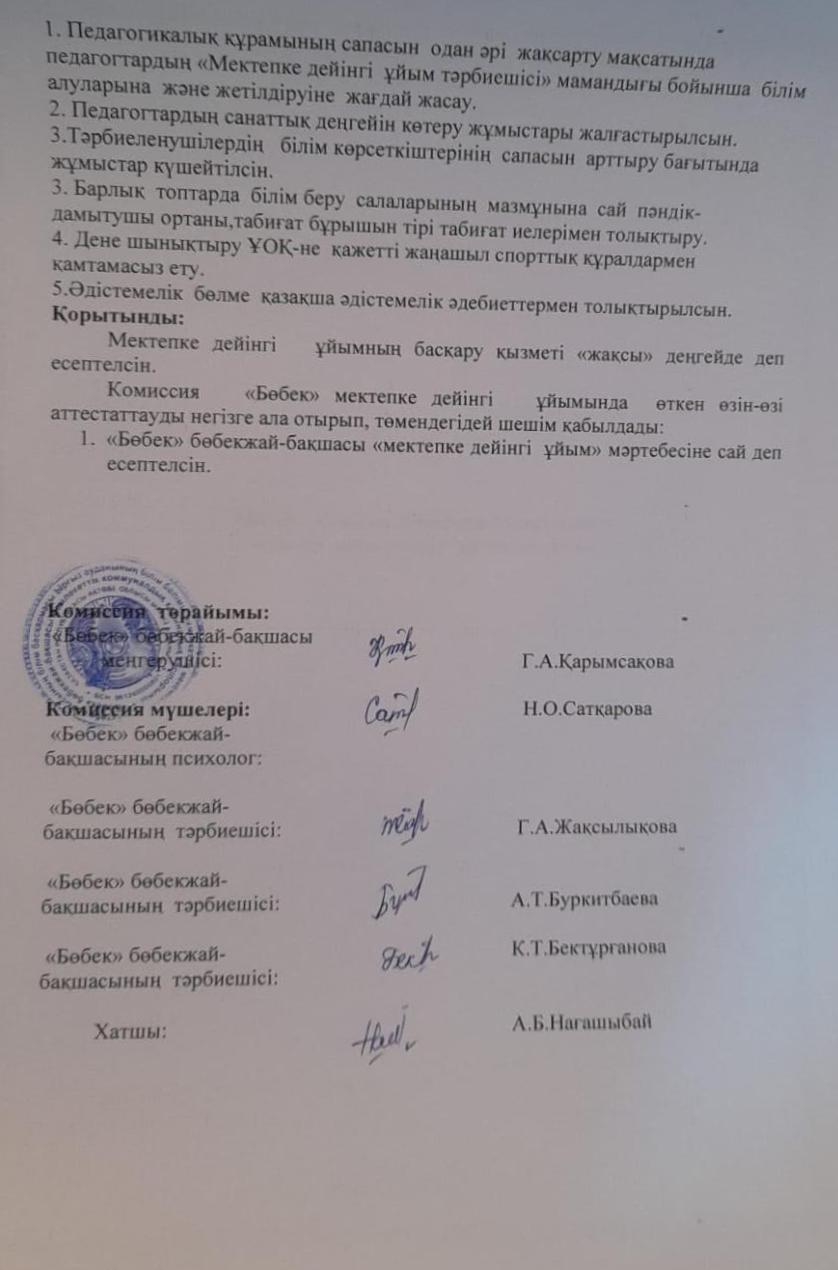 1. Педагогикалық құрамының сапасын одан әрі жақсарту мақсатында
педагогтардың «Мектепке дейінгі ұйым тәрбиешісі» мамандығы бойынша білім
алуларына және жетілдіруіне жағдай жасау.
2. Педагогтардың санаттық деңгейін көтеру жұмыстары жалғастырылсын.
3.Тәрбиеленушілердің білім көрсеткіштерінің сапасын арттыру бағытында
жұмыстар күшейтілсін.
3. Барлық топтарда білім беру салаларының мазмұнына сай пәндік-
дамытушы ортаны,табиғат бұрышын тірі табиғат иелерімен толықтыру.
4. Дене шынықтыру ҰОҚ-не қажетті жаңашыл спорттық құралдармен
қамтамасыз ету.
5.Әдістемелік бөлме қазақша әдістемелік әдебиеттермен толықтырылсын.
Қорытынды:
Мектепке дейінгі ұйымның басқару қызметі «жақсы» деңгейде деп
есептелсін.
Комиссия «Бөбек» мектепке дейінгі ұйымында өткен өзін-өзі
аттестаттауды негізге ала отырып, төмендегідей шешім қабылдады:
1. «Бөбек» бөбекжай-бақшасы «мектепке дейінгі ұйым» мәртебесіне сай деп
есептелсін.
Комиссия төрайымы:
«Бөбек» бөбекжай-бақшасы
меңгерушісі: Г.А.Қарымсақова
Комиссия мүшелері: Н.О.Сатқарова
«Бөбек» бөбекжай-
бақшасының психолог:
«Бөбек» бөбекжай-
бақшасының тәрбиешісі: Г.А.Жақсылықова
«Бөбек» бөбекжай-
бақшасының тәрбиешісі: А.Т.Буркитбаева
«Бөбек» бөбекжай- К.Т.Бектұрганова
бақшасының тәрбиешісі:
Хатшы: А.Б.Нағашыбай